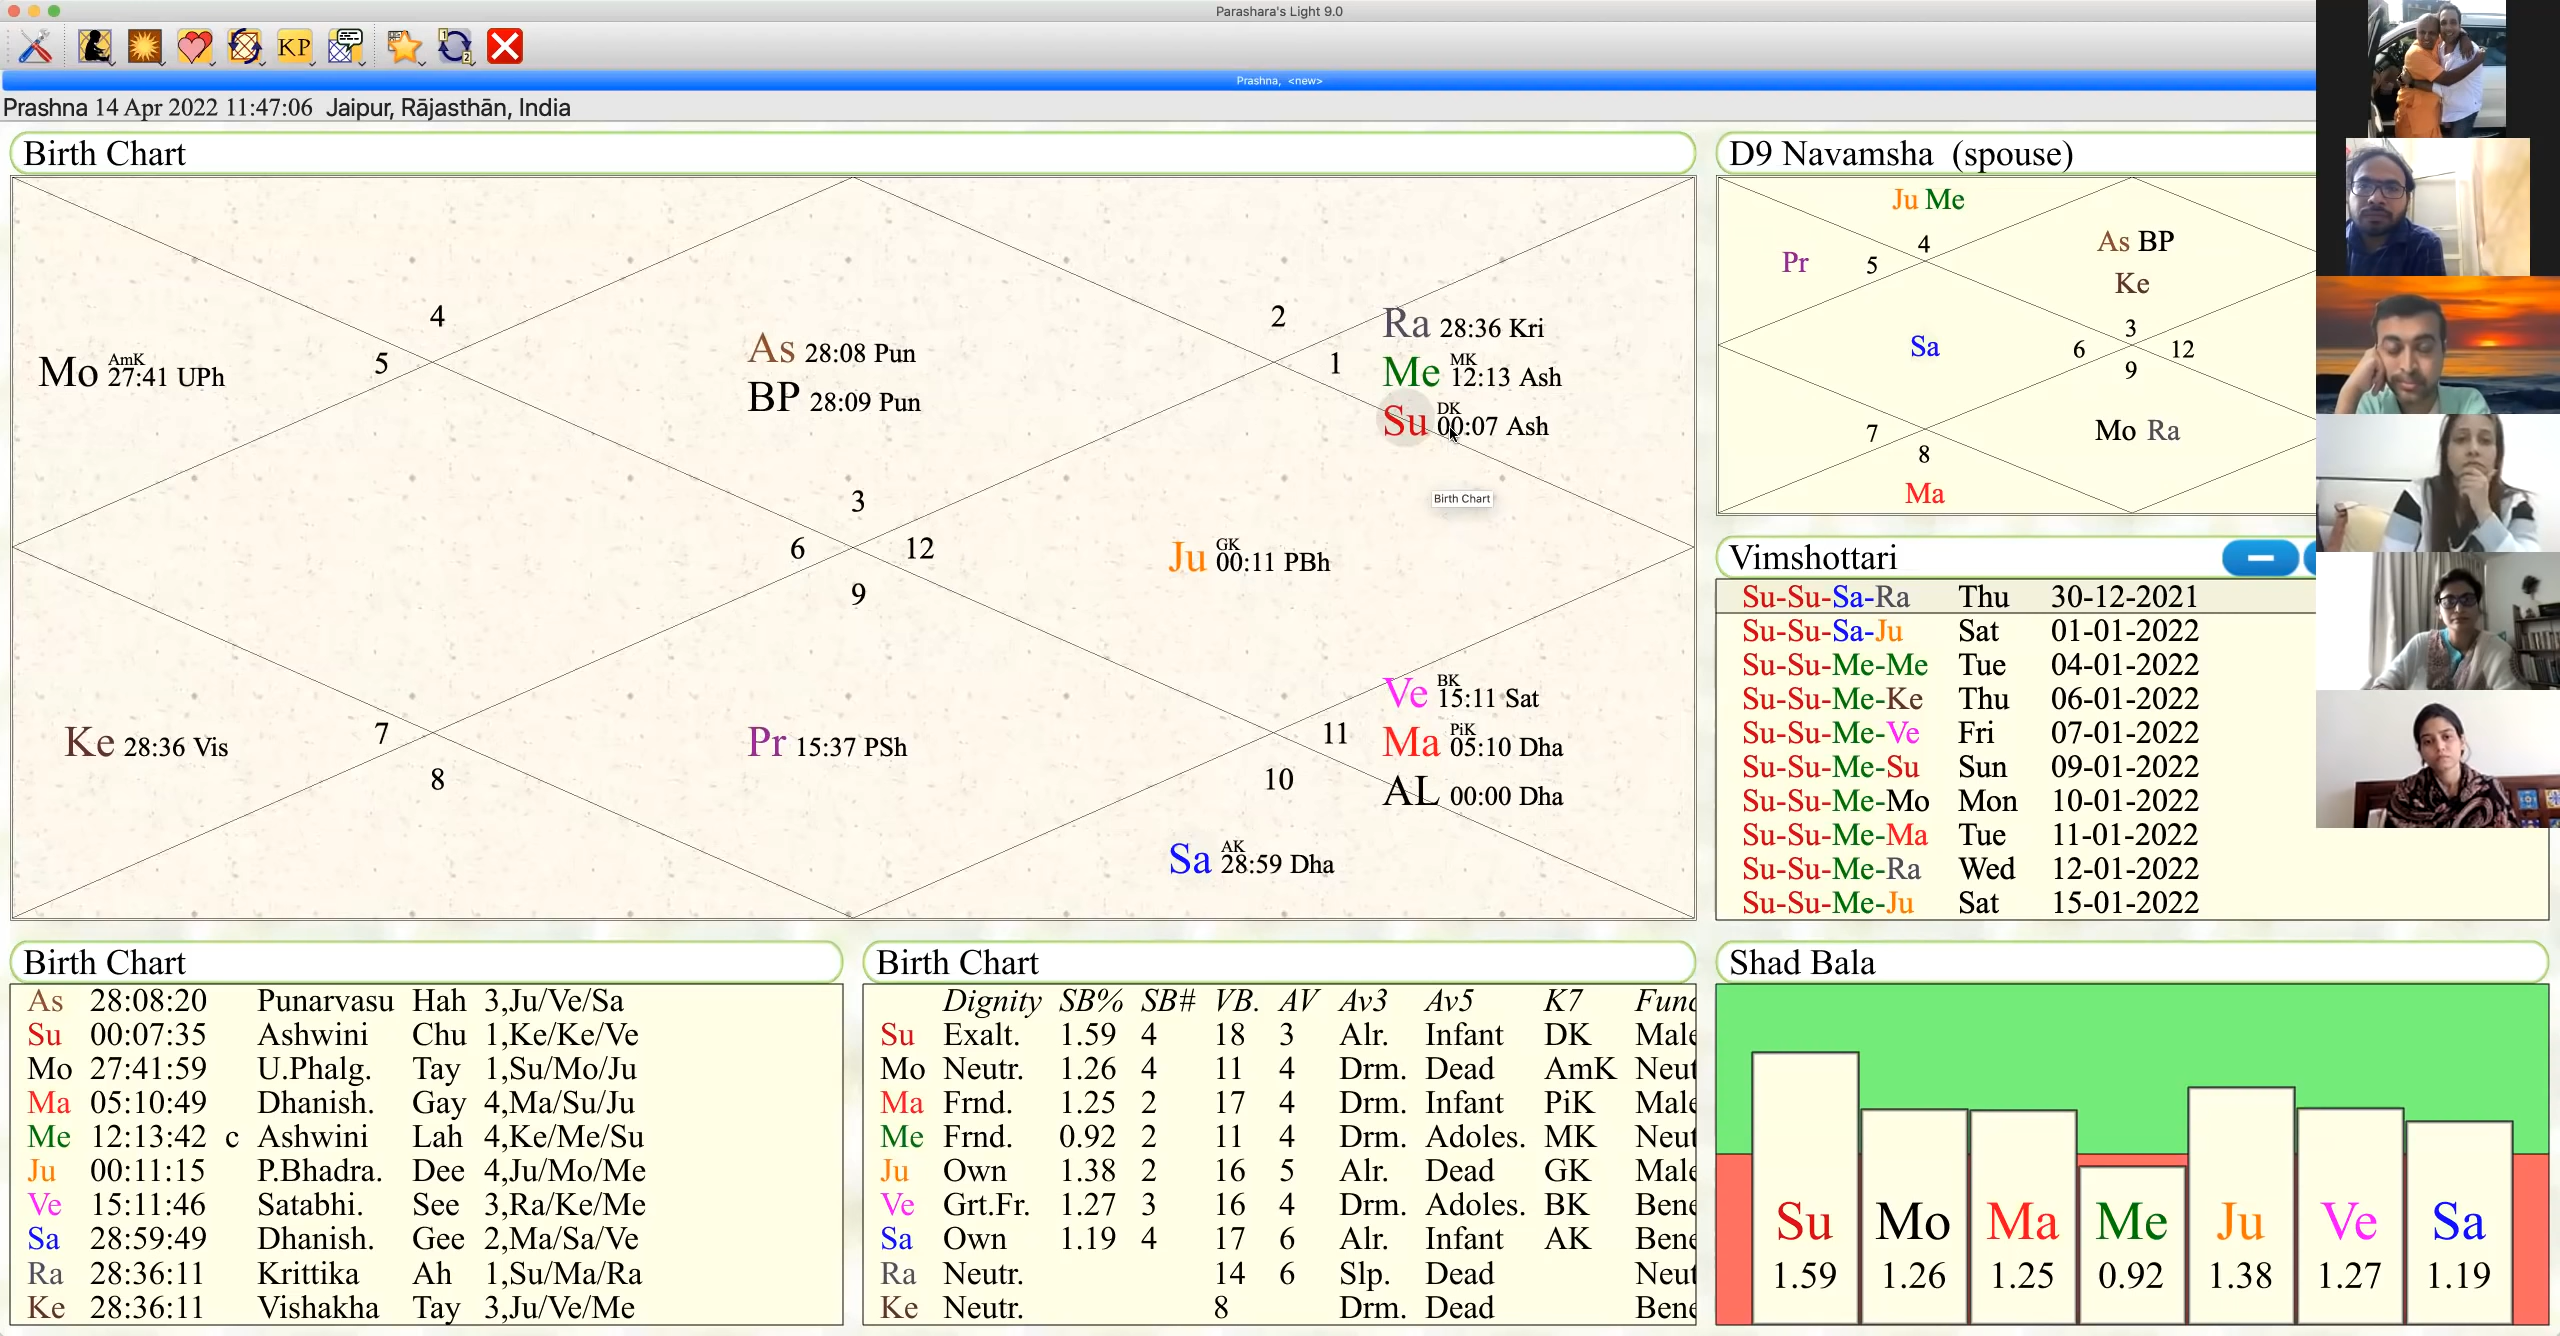 Parashara's Light 9.0
KP
1
2
Prashna, <new>
Prashna 14 Apr 2022 11:47:06 Jaipur, Rājasthān, India
Birth Chart
4
5
Mo AmK 27:41 UPh
As 28:08 Pun
BP 28:09 Pun
2
1
Ra 28:36 Kri
Me MK 12:13 Ash
Su DK 00:07 Ash
Birth Chart
3
6
12
9
Ju GK 00:11 PBh
Ke 28:36 Vis
7
8
Pr 15:37 PSh
11
10
Ve BK 15:11 Sat
Ma PiK 05:10 Dha
AL 00:00 Dha
Sa AK 28:59 Dha
D9 Navamsha (spouse)
Ju Me
4
Pr
5
As BP
Ke
Sa
3
6
12
9
7
8
Mo Ra
Ma
Vimshottari
Su-Su-Sa-Ra Thu 30-12-2021
Su-Su-Sa-Ju Sat 01-01-2022
Su-Su-Me-Me Tue 04-01-2022
Su-Su-Me-Ke Thu 06-01-2022
Su-Su-Me-Ve Fri 07-01-2022
Su-Su-Me-Su Sun 09-01-2022
Su-Su-Me-Mo Mon 10-01-2022
Su-Su-Me-Ma Tue 11-01-2022
Su-Su-Me-Ra Wed 12-01-2022
Su-Su-Me-Ju Sat 15-01-2022
Birth Chart
As 28:08:20 Punarvasu Hah 3,Ju/Ve/Sa
Su 00:07:35 Ashwini Chu 1,Ke/Ke/Ve
Mo 27:41:59 U.Phalg. Tay 1,Su/Mo/Ju
Ma 05:10:49 Dhanish. Gay 4,Ma/Su/Ju
Me 12:13:42 c Ashwini Lah 4,Ke/Me/Su
Ju 00:11:15 P.Bhadra. Dee 4,Ju/Mo/Me
Ve 15:11:46 Satabhi. See 3,Ra/Ke/Me
Sa 28:59:49 Dhanish. Gee 2,Ma/Sa/Ve
Ra 28:36:11 Krittika Ah 1,Su/Ma/Ra
Ke 28:36:11 Vishakha Tay 3,Ju/Ve/Me
Birth Chart
Dignity SB% SB# VB. AV Av3 Av5 K7 Func
Su Exalt. 1.59 4 18 3 Alr. Infant DK Male
Mo Neutr. 1.26 4 11 4 Drm. Dead AmK Neut
Ma Frnd. 1.25 2 17 4 Drm. Infant PiK Male
Me Frnd. 0.92 2 11 4 Drm. Adoles. MK Neut
Ju Own 1.38 2 16 5 Alr. Dead GK Male
Ve Grt.Fr. 1.27 3 16 4 Drm. Adoles. BK Bene
Sa Own 1.19 4 17 6 Alr. Infant AK Bene
Ra Neutr. 14 6 Slp. Dead Neut
Ke Neutr. 8 Drm. Dead Bene
Shad Bala
Su Mo Ma Me Ju Ve Sa
1.59 1.26 1.25 0.92 1.38 1.27 1.19